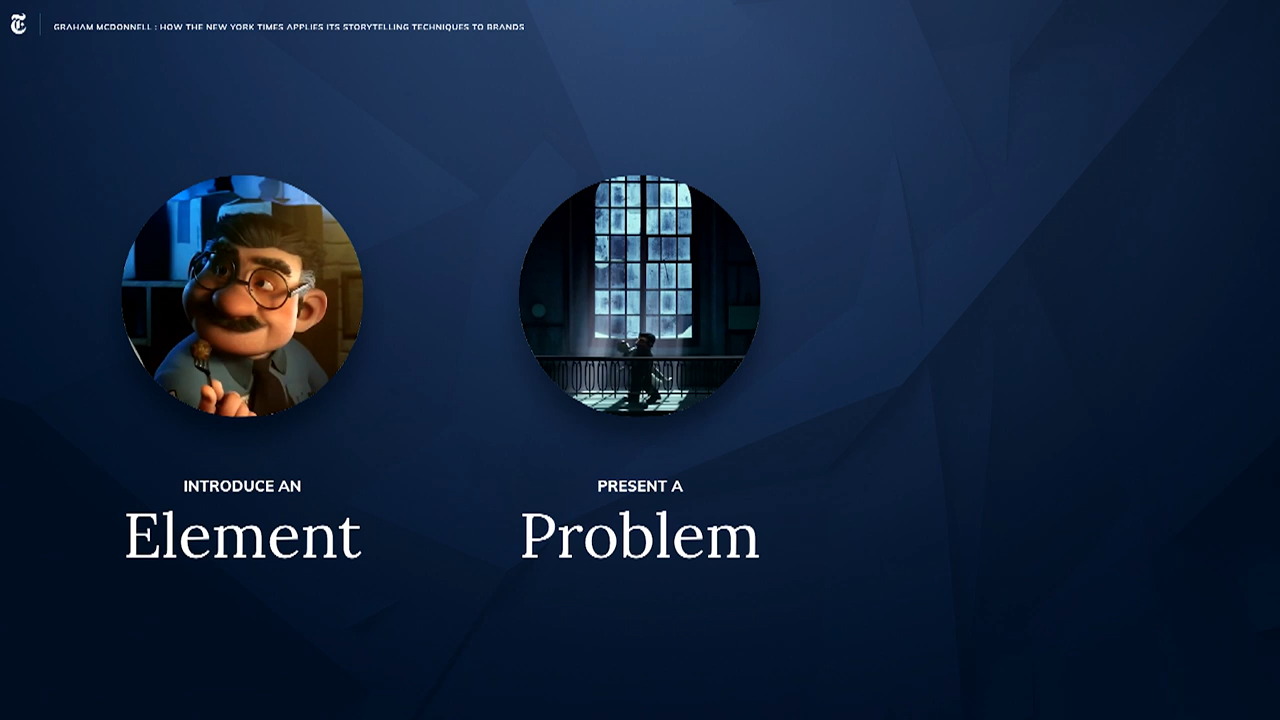 GRAHAM MCDONNELL : HOW THE NEW YORK TIMES APPLIES ITS STORYTELLING TECHNIQUES TO BRANDS
INTRODUCE AN
Element
PRESENT A
Problem